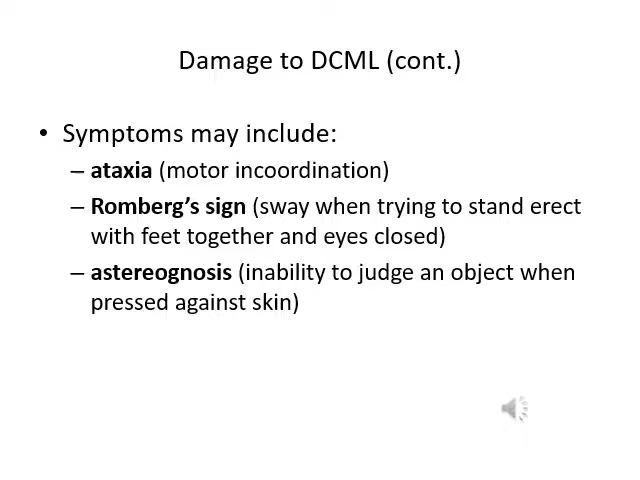 Damage to DCML (cont.)
• Symptoms may include:
– ataxia (motor incoordination)
– Romberg’s sign (sway when trying to stand erect
with feet together and eyes closed)
– astereognosis (inability to judge an object when
pressed against skin)